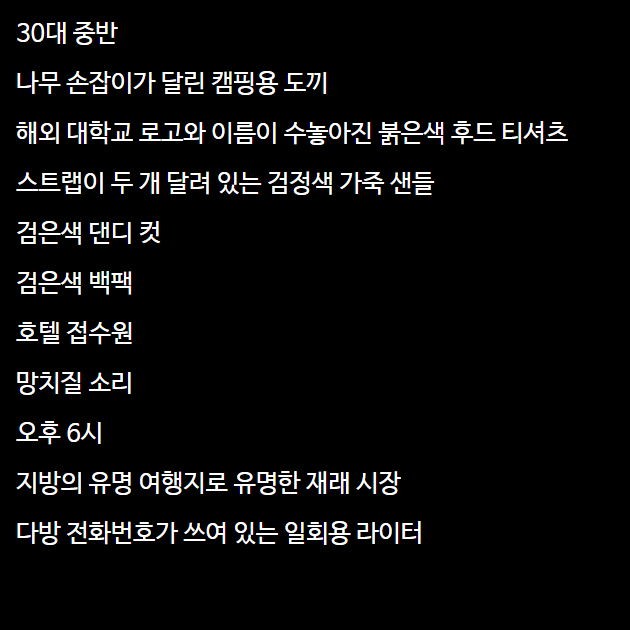 30대 중반
나무 손잡이가 달린 캠핑용 도끼
해외 대학교 로고와 이름이 수놓아진 붉은색 후드 티셔츠
스트랩이 두 개 달려 있는 검정색 가죽 샌들
검은색 댄디 컷
검은색 백팩
호텔 접수원
망치질 소리
오후 6시
지방의 유명 여행지로 유명한 재래 시장
다방 전화번호가 쓰여 있는 일회용 라이터